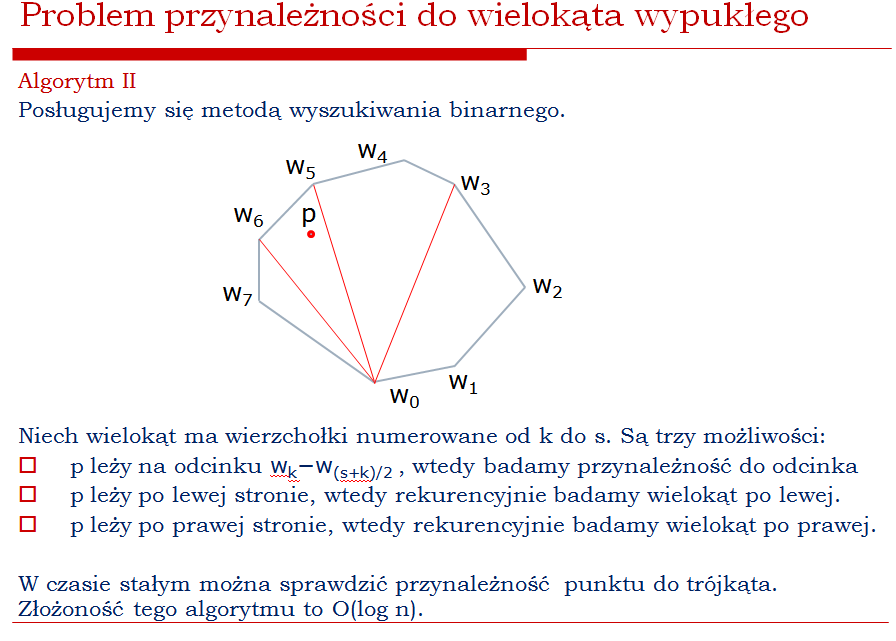 Problem przynależności do wielokąta wypukłego
Algorytm II
Posługujemy się metodą wyszukiwania binarnego.
w4
w5
w3
w6
p
w7
w2
w1
w0
Niech wielokąt ma wierzchołki numerowane od k do s. Są trzy możliwości:
p leży na odcinku wk–w(s+k)/2 , wtedy badamy przynależność do odcinka
p leży po lewej stronie, wtedy rekurencyjnie badamy wielokąt po lewej.
p leży po prawej stronie, wtedy rekurencyjnie badamy wielokąt po prawej.
W czasie stałym można sprawdzić przynależność punktu do trójkąta.
Złożoność tego algorytmu to O(log n).